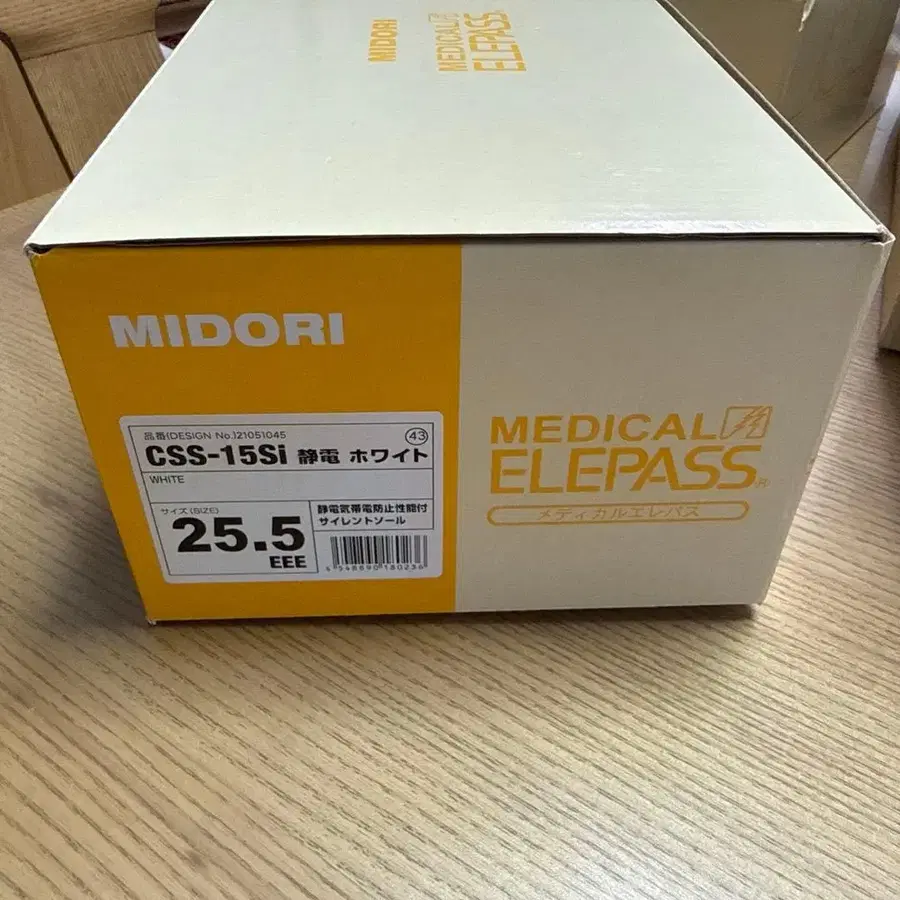 MIDORI
MEDICAL
ELEPASS®
MIDORI
品番(DESIGN No.)21051045
43
CSS-15Si 静電 ホワイト
WHITE
サイズ(SIZE)
25.5
EEE
静電気帯電防止性能付
サイレントソール
4548890180236
MEDICAL
ELEPASS®
メディカルエレパス